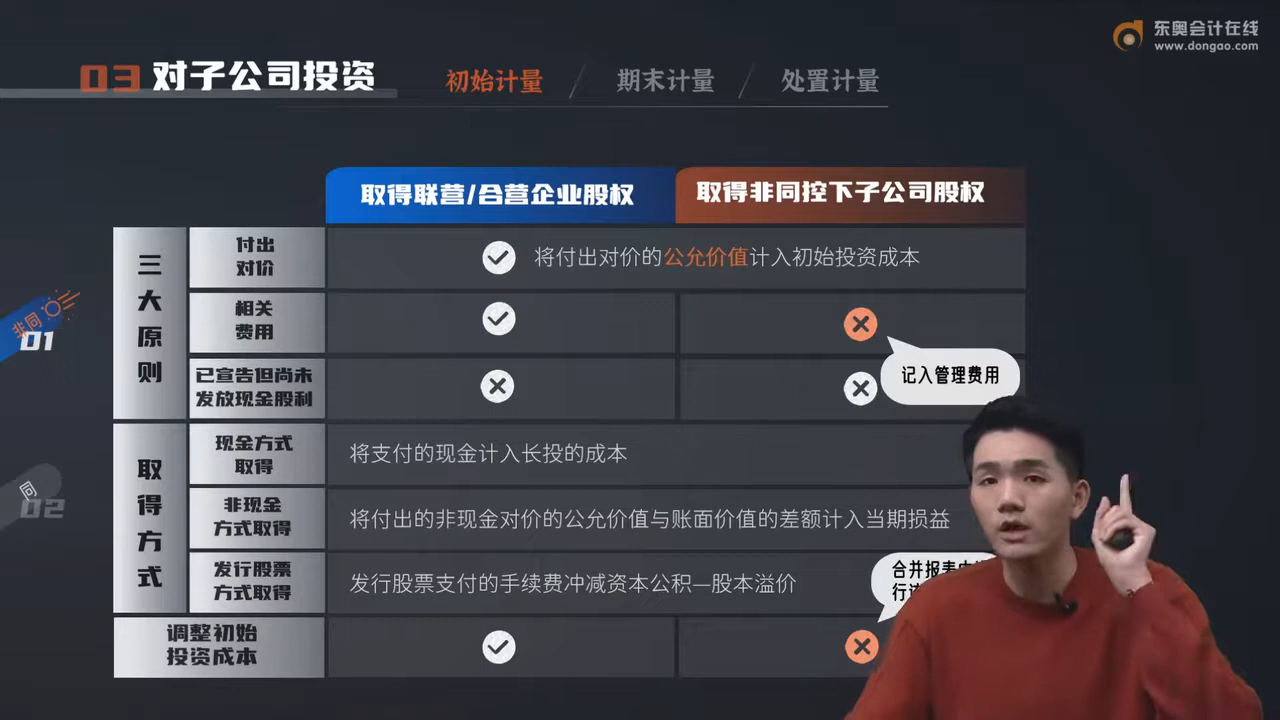 东奥会计在线
www.dongao.com
03 对子公司投资
初始计量 / 期末计量 / 处置计量
取得联营/合营企业股权
取得非同控下子公司股权
三大原则
付出
对价
将付出对价的公允价值计入初始投资成本
相关
费用
已宣告但尚未
发放现金股利
记入管理费用
非同
01
同
02
取得方式
现金方式
取得
将支付的现金计入长投的成本
非现金
方式取得
将付出的非现金对价的公允价值与账面价值的差额计入当期损益
发行股票
方式取得
发行股票支付的手续费冲减资本公积—股本溢价
合并报表
行
调整初始
投资成本